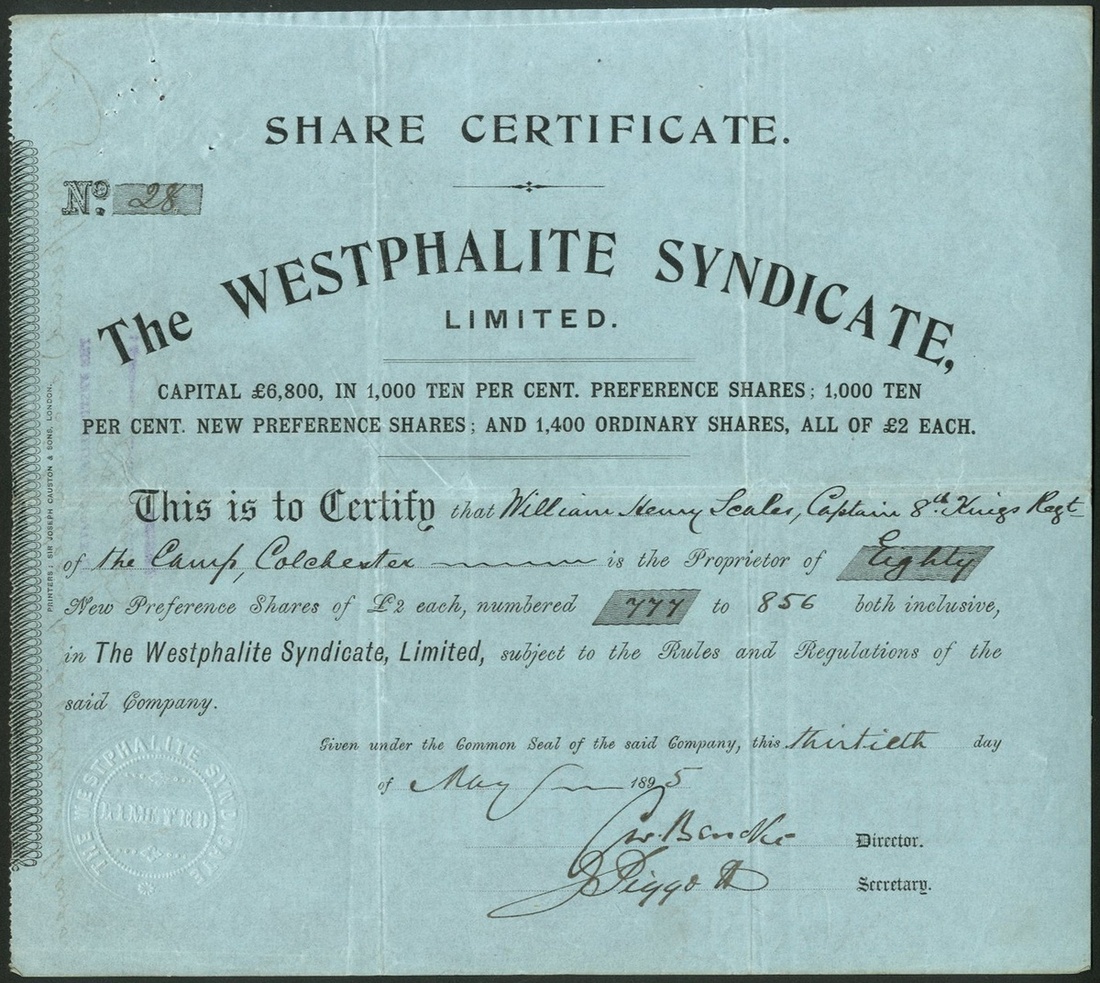 SHARE CERTIFICATE.
No. 28
The WESTPHALITE SYNDICATE,
LIMITED.
CAPITAL £6,800, IN 1,000 TEN PER CENT. PREFERENCE SHARES; 1,000 TEN
PER CENT. NEW PREFERENCE SHARES; AND 1,400 ORDINARY SHARES, ALL OF £2 EACH.
This is to Certify that William Henry Scales, Captain 8th Kings Regt
of the Camp, Colchester is the Proprietor of Eighty
New Preference Shares of £2 each, numbered 777 to 856 both inclusive,
in The Westphalite Syndicate, Limited, subject to the Rules and Regulations of the
said Company.
Given under the Common Seal of the said Company, this thirtieth day
of May 1895
Director.
J Piggott Secretary.
THE WESTPHALITE SYNDICATE
LIMITED
PRINTERS: SIR JOSEPH CAUSTON & SONS, LONDON.